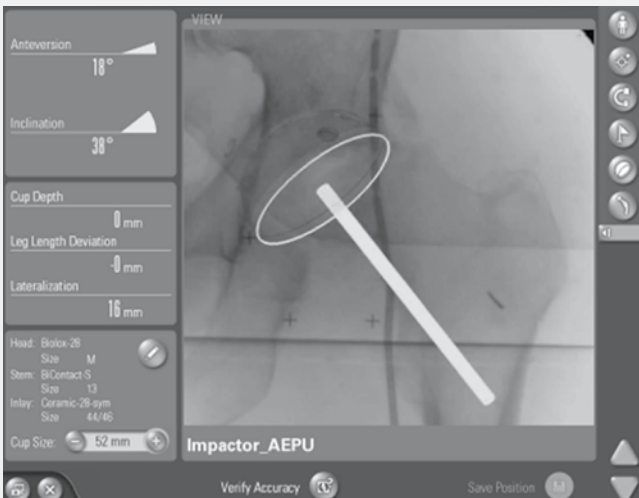 VIEW
Anteversion
18°
Inclination
38°
Cup Depth
0 mm
Leg Length Deviation
-0 mm
Lateralization
16 mm
Head: Biolox-28
Size M
Stem: BiContact-S
Size 13
Inlay: Ceramic-28-sym
Size 44/46
Cup Size: 52 mm
Impactor_AEPU
Verify Accuracy
Save Position